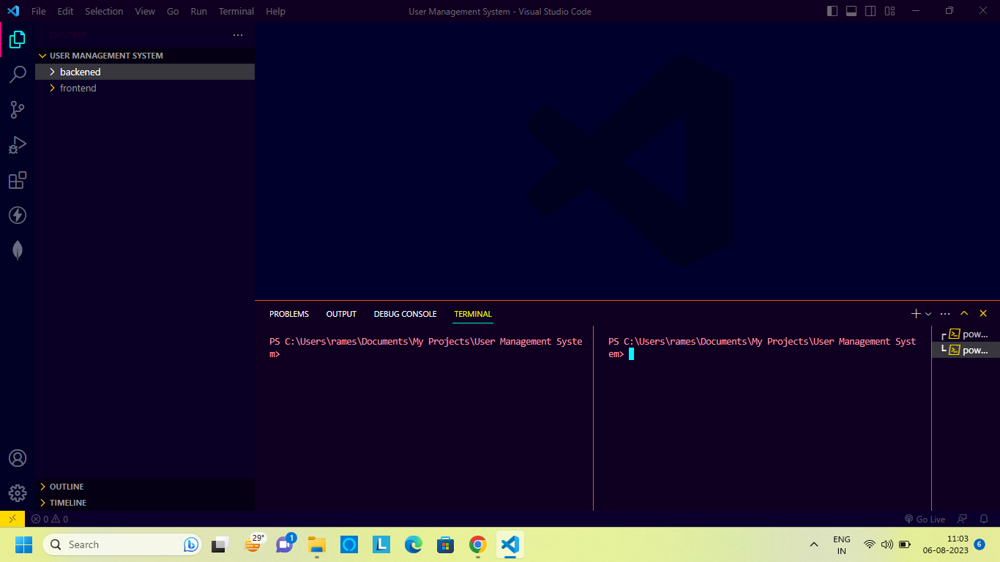 File Edit Selection View Go Run Terminal Help
User Management System - Visual Studio Code
EXPLORER
USER MANAGEMENT SYSTEM
backened
frontend
OUTLINE
TIMELINE
PROBLEMS OUTPUT DEBUG CONSOLE TERMINAL
PS C:\Users\rames\Documents\My Projects\User Management Syste
m>
PS C:\Users\rames\Documents\My Projects\User Management Syst
em>
pow...
pow...
0 0
Go Live
Search
29°
1
L
ENG
IN
11:03
06-08-2023
6